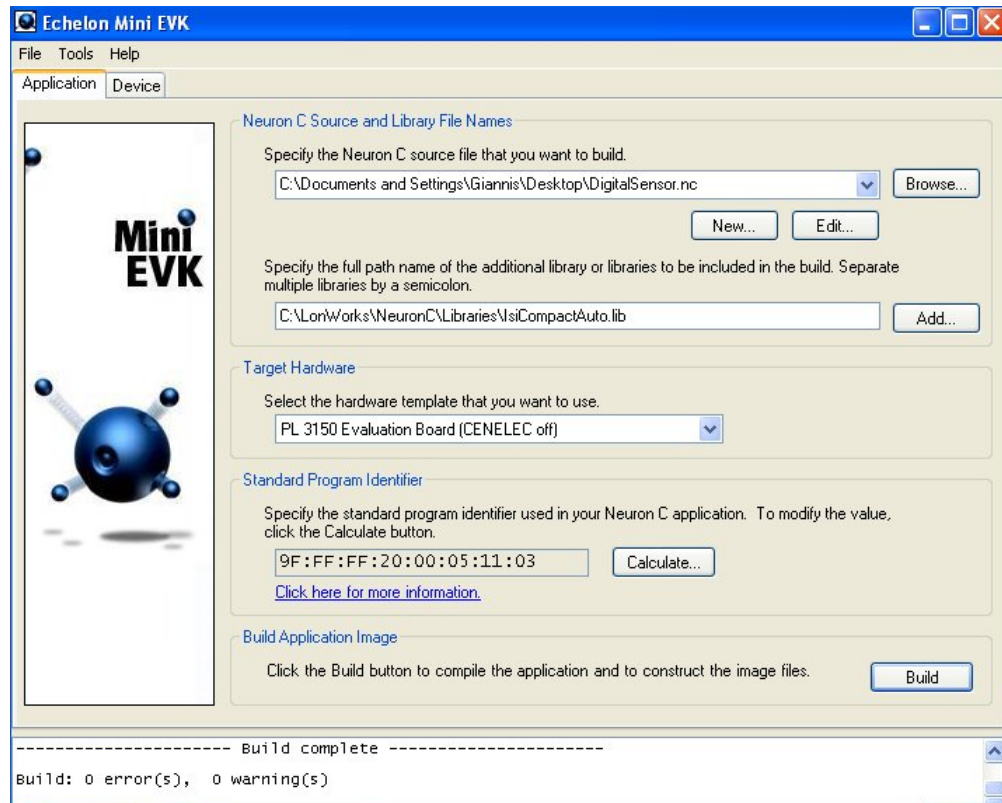 Echelon Mini EVK
File Tools Help
Application Device
Mini
EVK
Neuron C Source and Library File Names
Specify the Neuron C source file that you want to build.
C:\Documents and Settings\Giannis\Desktop\DigitalSensor.nc
Browse...
New... Edit...
Specify the full path name of the additional library or libraries to be included in the build. Separate
multiple libraries by a semicolon.
C:\LonWorks\NeuronC\Libraries\IsiCompactAuto.lib
Add...
Target Hardware
Select the hardware template that you want to use.
PL 3150 Evaluation Board (CENELEC off)
Standard Program Identifier
Specify the standard program identifier used in your Neuron C application. To modify the value,
click the Calculate button.
9F:FF:FF:20:00:05:11:03
Calculate...
Click here for more information.
Build Application Image
Click the Build button to compile the application and to construct the image files.
Build
---------------------- Build complete ----------------------
Build: 0 error(s), 0 warning(s)